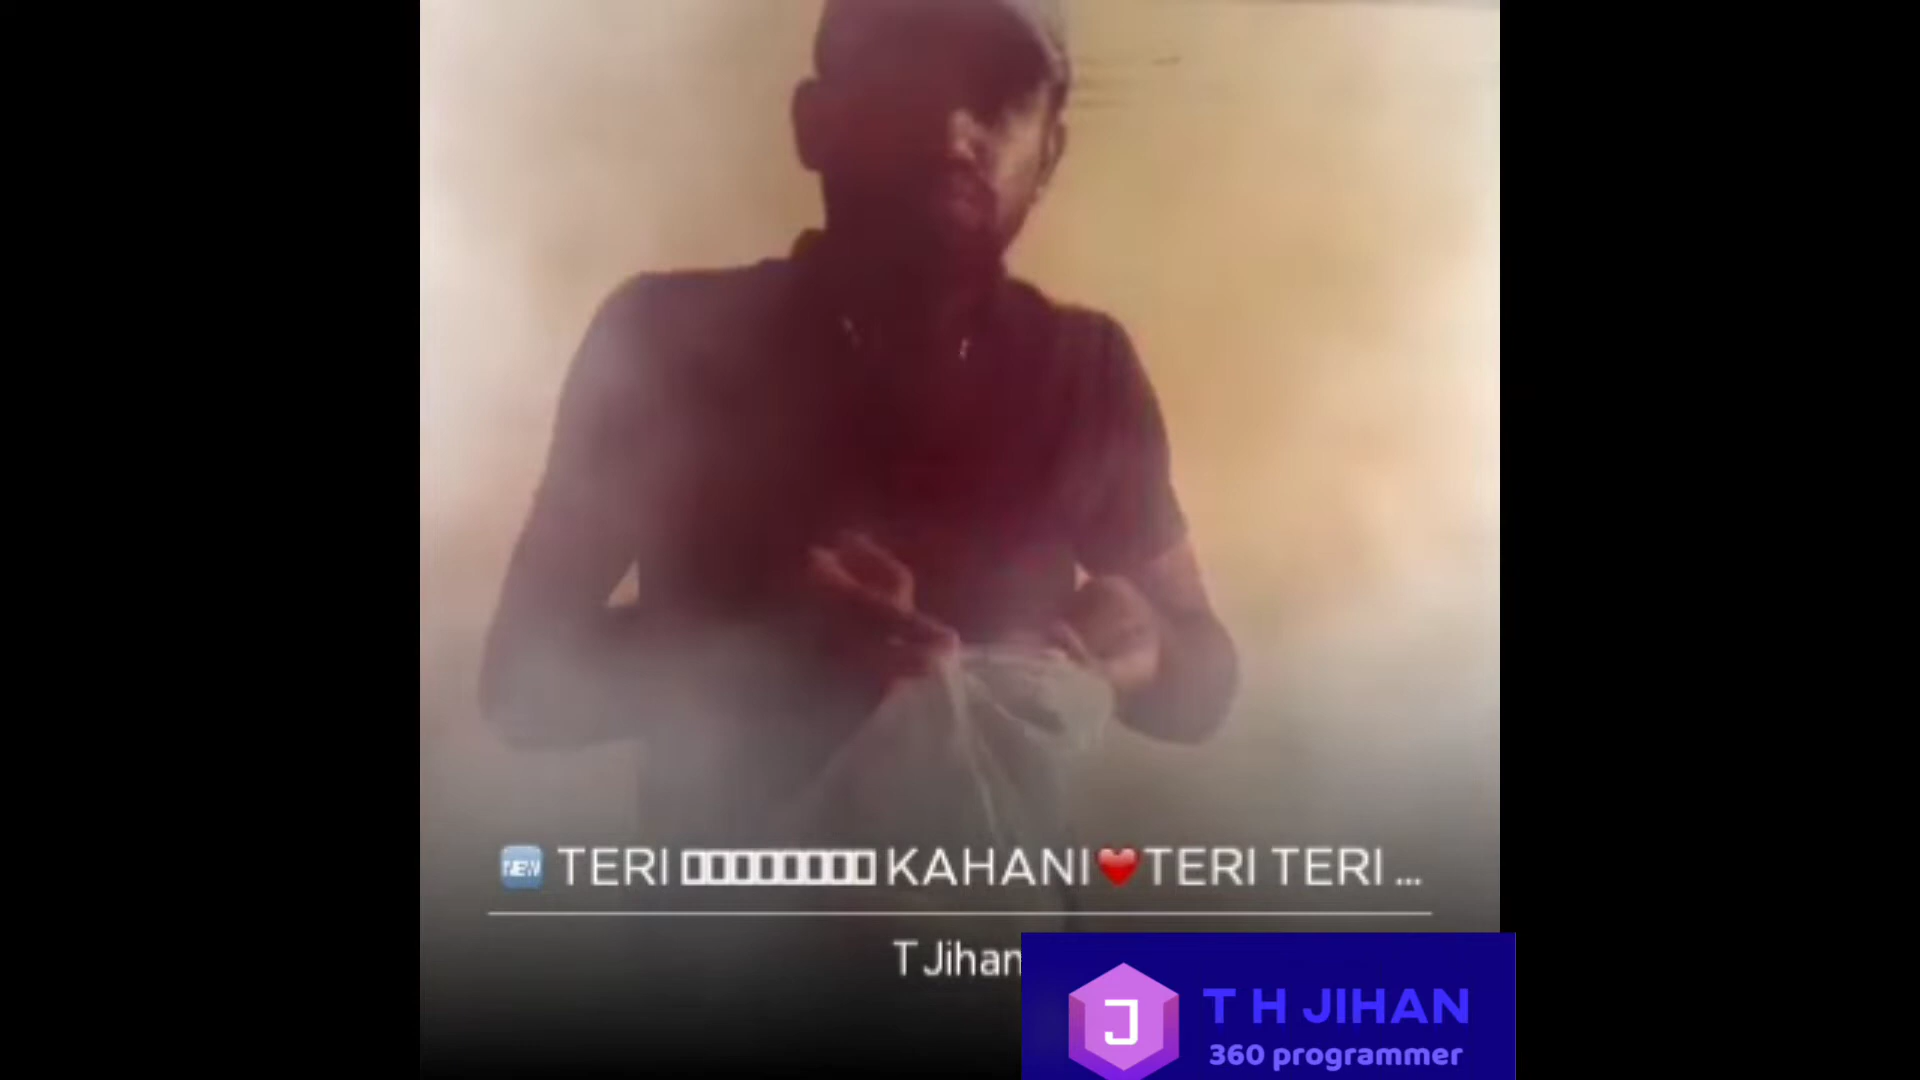 🆕 TERI ▯▯▯▯▯▯▯▯ KAHANI❤️TERI TERI ...
T Jihan
J T H JIHAN
360 programmer